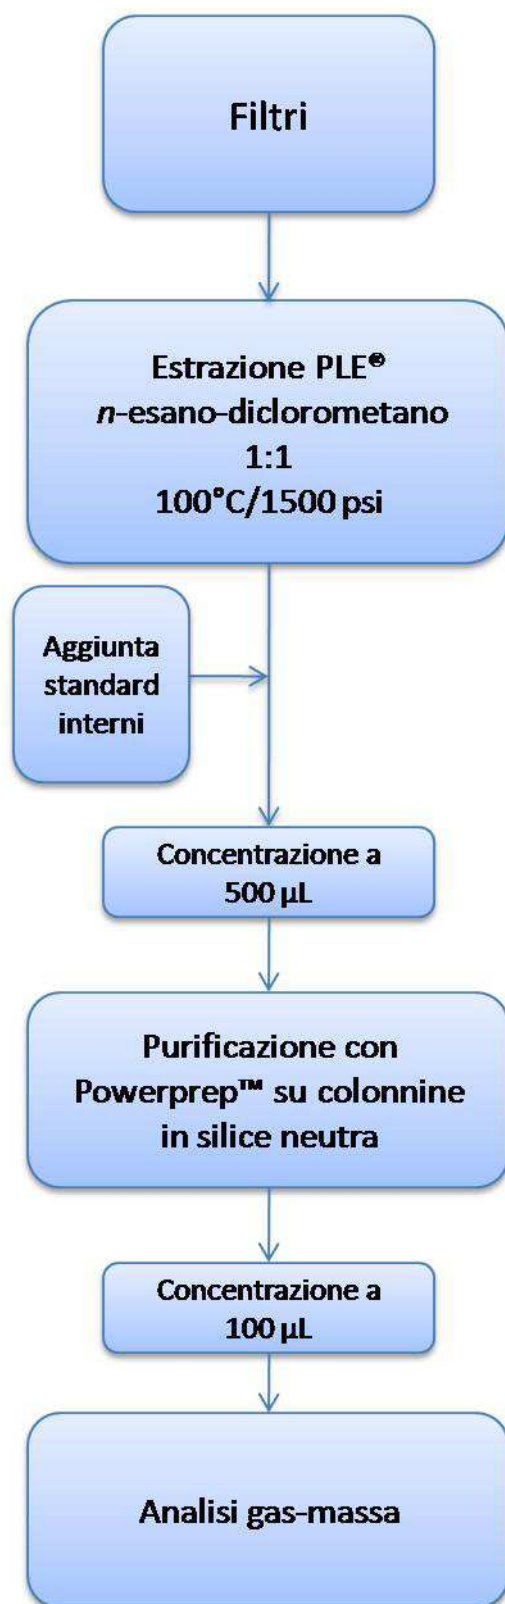 Filtri
Estrazione PLE®
n-esano-diclorometano
1:1
100°C/1500 psi
Aggiunta
standard
interni
Concentrazione a
500 µL
Purificazione con
Powerprep™ su colonnine
in silice neutra
Concentrazione a
100 µL
Analisi gas-massa